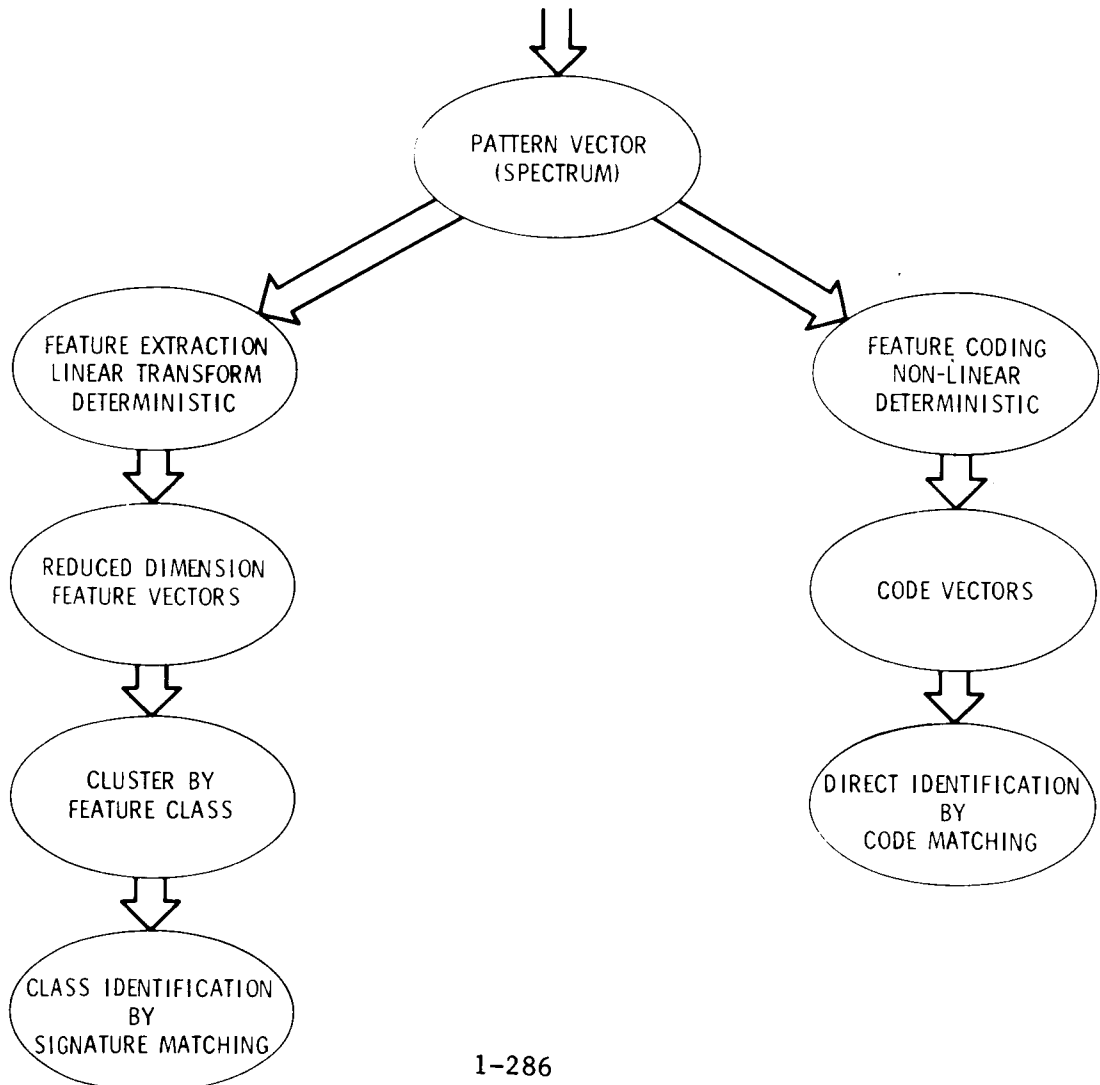 PATTERN VECTOR
(SPECTRUM)
FEATURE EXTRACTION
LINEAR TRANSFORM
DETERMINISTIC
FEATURE CODING
NON-LINEAR
DETERMINISTIC
REDUCED DIMENSION
FEATURE VECTORS
CODE VECTORS
CLUSTER BY
FEATURE CLASS
DIRECT IDENTIFICATION
BY
CODE MATCHING
CLASS IDENTIFICATION
BY
SIGNATURE MATCHING
1-286